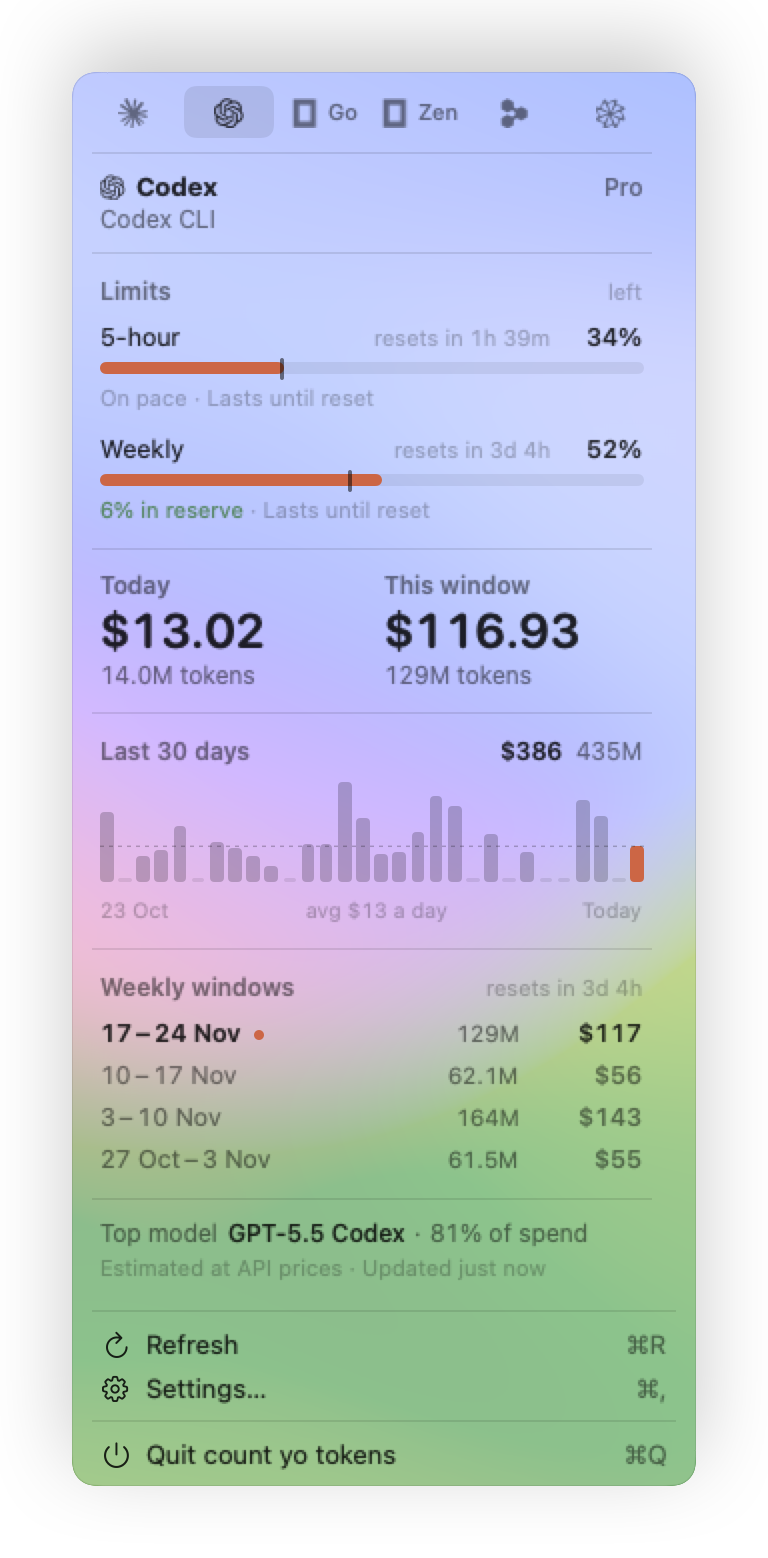 Go Zen
Codex Pro
Codex CLI
Limits left
5-hour resets in 1h 39m 34%
On pace · Lasts until reset
Weekly resets in 3d 4h 52%
6% in reserve · Lasts until reset
Today This window
$13.02 $116.93
14.0M tokens 129M tokens
Last 30 days $386 435M
23 Oct avg $13 a day Today
Weekly windows resets in 3d 4h
17–24 Nov 129M $117
10–17 Nov 62.1M $56
3–10 Nov 164M $143
27 Oct–3 Nov 61.5M $55
Top model GPT-5.5 Codex · 81% of spend
Estimated at API prices · Updated just now
Refresh ⌘R
Settings... ⌘,
Quit count yo tokens ⌘Q